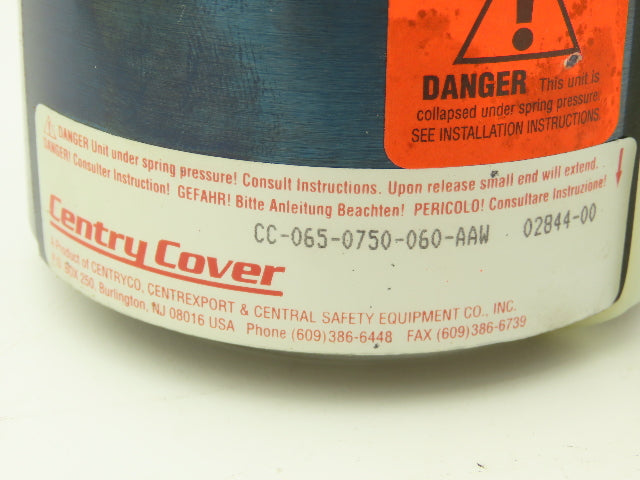 DANGER This unit is
collapsed under spring pressure.
SEE INSTALLATION INSTRUCTIONS.
DANGER Unit under spring pressure! Consult Instructions. Upon release small end will extend.
DANGER! Consulter Instruction! GEFAHR! Bitte Anleitung Beachten! PERICOLO! Consultare Instruzione!
Centry Cover
CC-065-0750-060-AAW 02844-00
A Product of CENTRYCO, CENTREXPORT & CENTRAL SAFETY EQUIPMENT CO., INC.
P.O. BOX 250, Burlington, NJ 08016 USA Phone (609)386-6448 FAX (609)386-6739